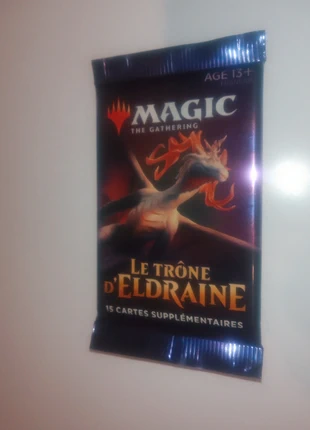 AGE 13+
MAGIC
THE GATHERING
LE TRÔNE
D'ELDRAINE
15 CARTES SUPPLÉMENTAIRES